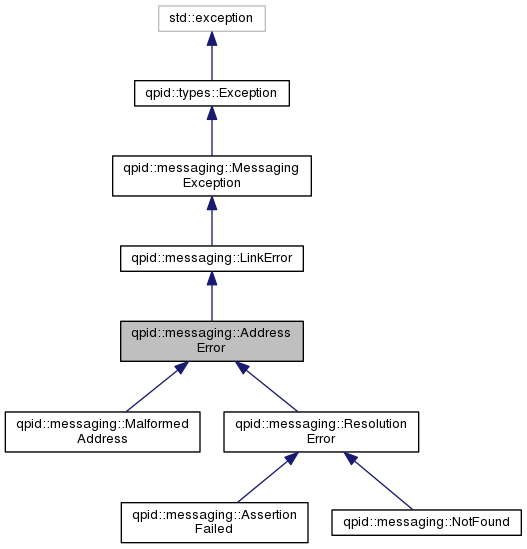 std::exception
qpid::types::Exception
qpid::messaging::Messaging
Exception
qpid::messaging::LinkError
qpid::messaging::Address
Error
qpid::messaging::Malformed
Address
qpid::messaging::Resolution
Error
qpid::messaging::Assertion
Failed
qpid::messaging::NotFound